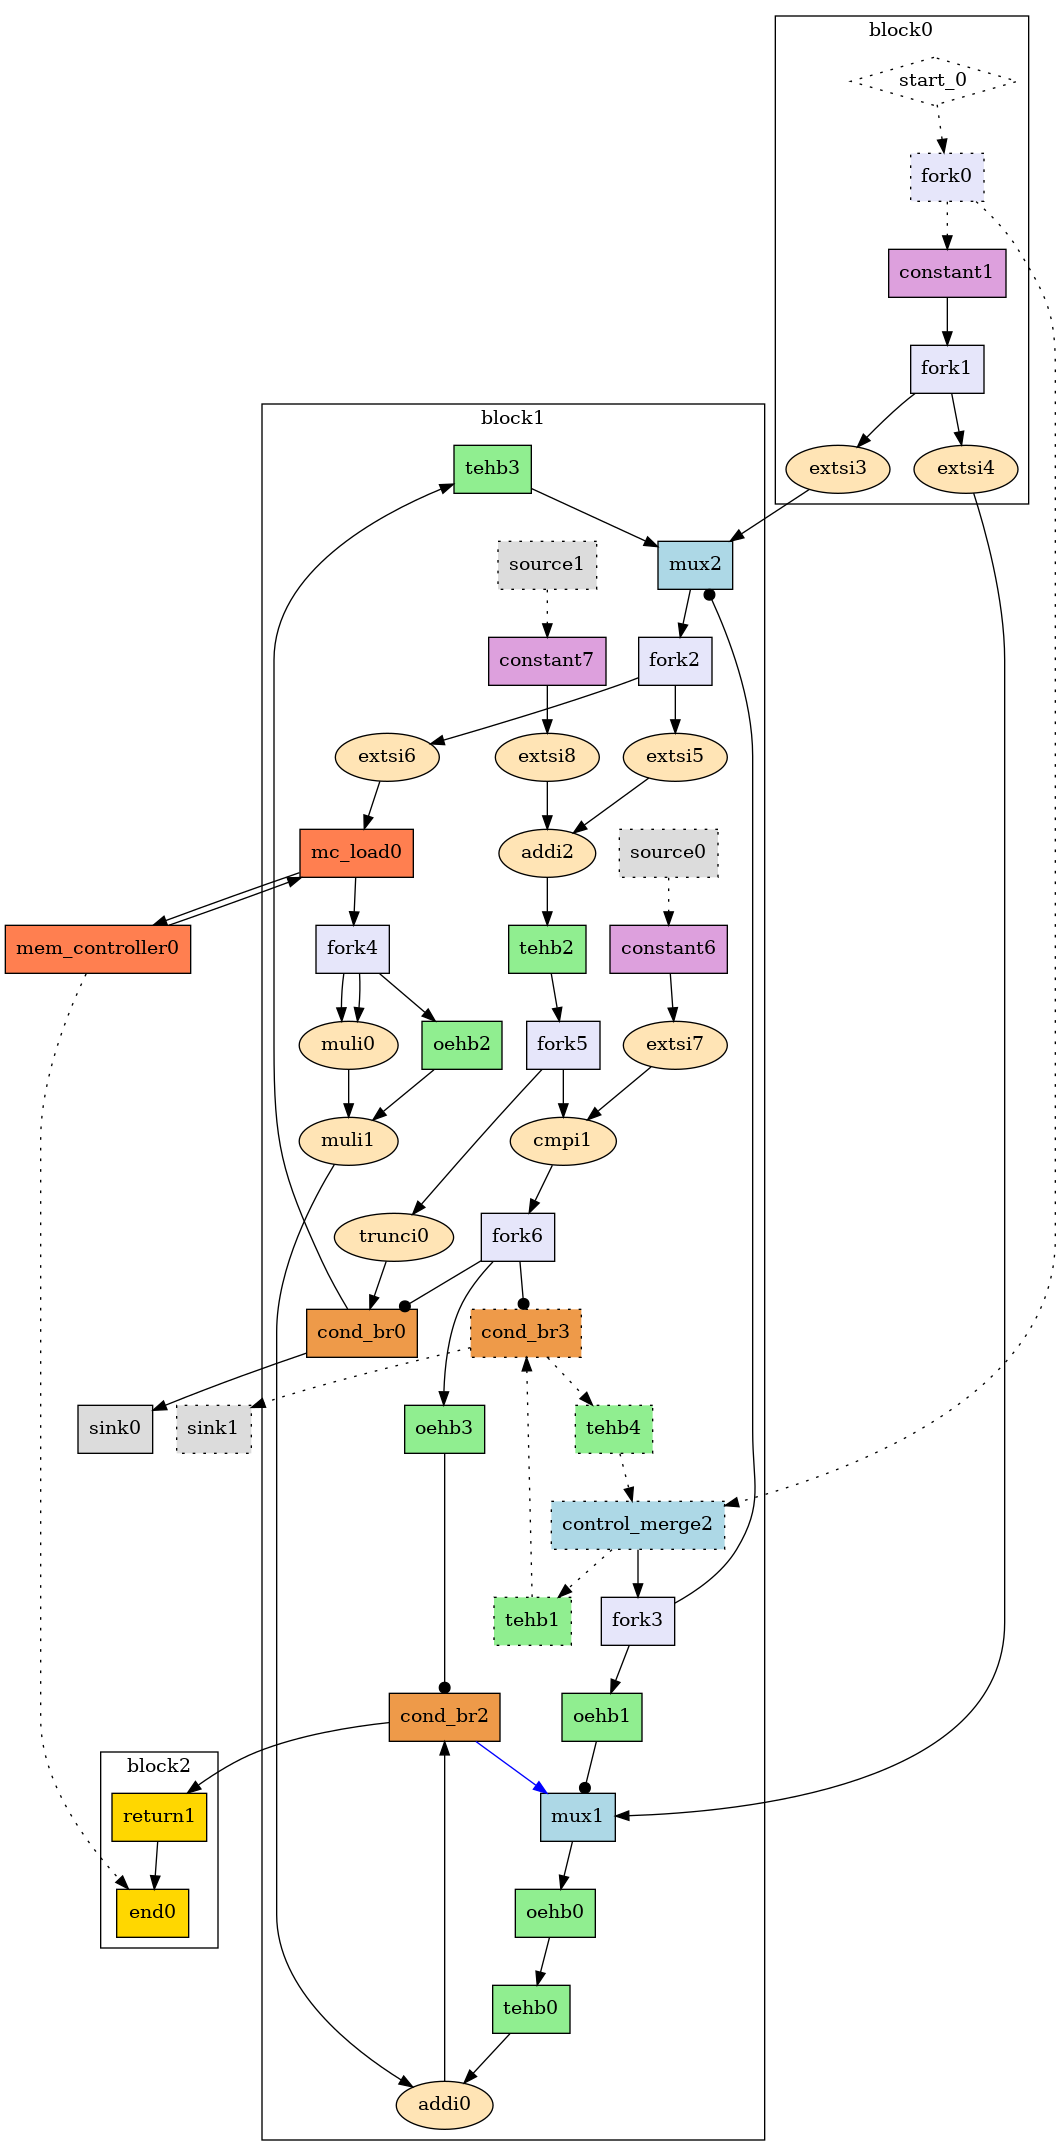 block0
start_0
fork0
constant1
fork1
block1
tehb3
extsi3
extsi4
source1
mux2
constant7
fork2
extsi6
extsi8
extsi5
mc_load0
addi2
source0
mem_controller0
fork4
tehb2
constant6
muli0
oehb2
fork5
extsi7
muli1
cmpi1
trunci0
fork6
cond_br0
cond_br3
sink0
sink1
oehb3
tehb4
control_merge2
tehb1
fork3
cond_br2
oehb1
block2
return1
mux1
end0
oehb0
tehb0
addi0